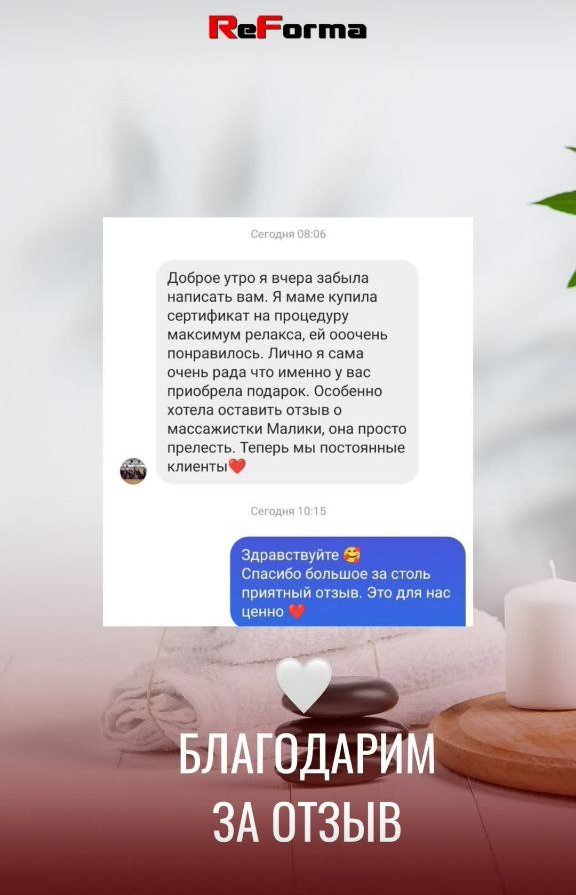 ReForma
Сегодня 08:06
Доброе утро я вчера забыла
написать вам. Я маме купила
сертификат на процедуру
максимум релакса, ей ооочень
понравилось. Лично я сама
очень рада что именно у вас
приобрела подарок. Особенно
хотела оставить отзыв о
массажистки Малики, она просто
прелесть. Теперь мы постоянные
клиенты❤️
Сегодня 10:15
Здравствуйте 🥰
Спасибо большое за столь
приятный отзыв. Это для нас
ценно ❤️
🤍
БЛАГОДАРИМ
ЗА ОТЗЫВ